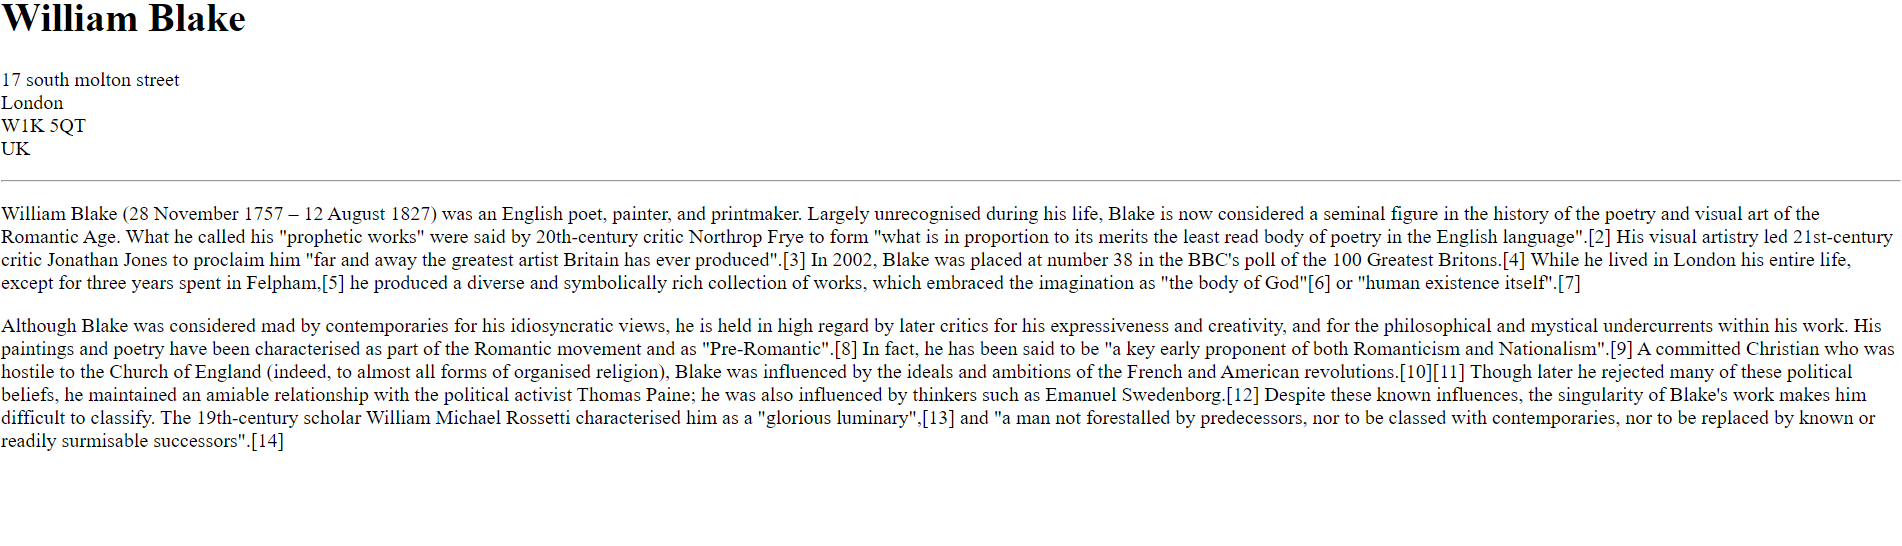 William Blake
17 south molton street
London
W1K 5QT
UK
William Blake (28 November 1757 – 12 August 1827) was an English poet, painter, and printmaker. Largely unrecognised during his life, Blake is now considered a seminal figure in the history of the poetry and visual art of the
Romantic Age. What he called his "prophetic works" were said by 20th-century critic Northrop Frye to form "what is in proportion to its merits the least read body of poetry in the English language".[2] His visual artistry led 21st-century
critic Jonathan Jones to proclaim him "far and away the greatest artist Britain has ever produced".[3] In 2002, Blake was placed at number 38 in the BBC's poll of the 100 Greatest Britons.[4] While he lived in London his entire life,
except for three years spent in Felpham,[5] he produced a diverse and symbolically rich collection of works, which embraced the imagination as "the body of God"[6] or "human existence itself".[7]
Although Blake was considered mad by contemporaries for his idiosyncratic views, he is held in high regard by later critics for his expressiveness and creativity, and for the philosophical and mystical undercurrents within his work. His
paintings and poetry have been characterised as part of the Romantic movement and as "Pre-Romantic".[8] In fact, he has been said to be "a key early proponent of both Romanticism and Nationalism".[9] A committed Christian who was
hostile to the Church of England (indeed, to almost all forms of organised religion), Blake was influenced by the ideals and ambitions of the French and American revolutions.[10][11] Though later he rejected many of these political
beliefs, he maintained an amiable relationship with the political activist Thomas Paine; he was also influenced by thinkers such as Emanuel Swedenborg.[12] Despite these known influences, the singularity of Blake's work makes him
difficult to classify. The 19th-century scholar William Michael Rossetti characterised him as a "glorious luminary",[13] and "a man not forestalled by predecessors, nor to be classed with contemporaries, nor to be replaced by known or
readily surmisable successors".[14]